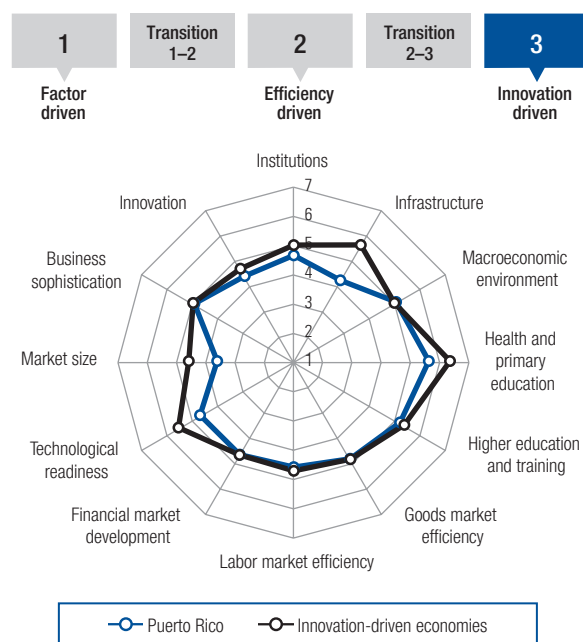 1
Transition
1–2
2
Transition
2–3
3
Factor
driven
Efficiency
driven
Innovation
driven
Institutions
Innovation
Infrastructure
Business
sophistication
Macroeconomic
environment
Market size
Health and
primary
education
Technological
readiness
Higher education
and training
Financial market
development
Goods market
efficiency
Labor market efficiency
7
6
5
4
3
2
1
Puerto Rico
Innovation-driven economies